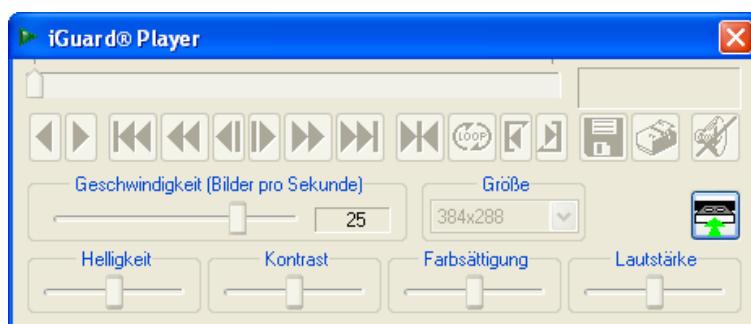 iGuard® Player
LOOP
Geschwindigkeit (Bilder pro Sekunde)
Größe
25
384x288
Helligkeit
Kontrast
Farbsättigung
Lautstärke